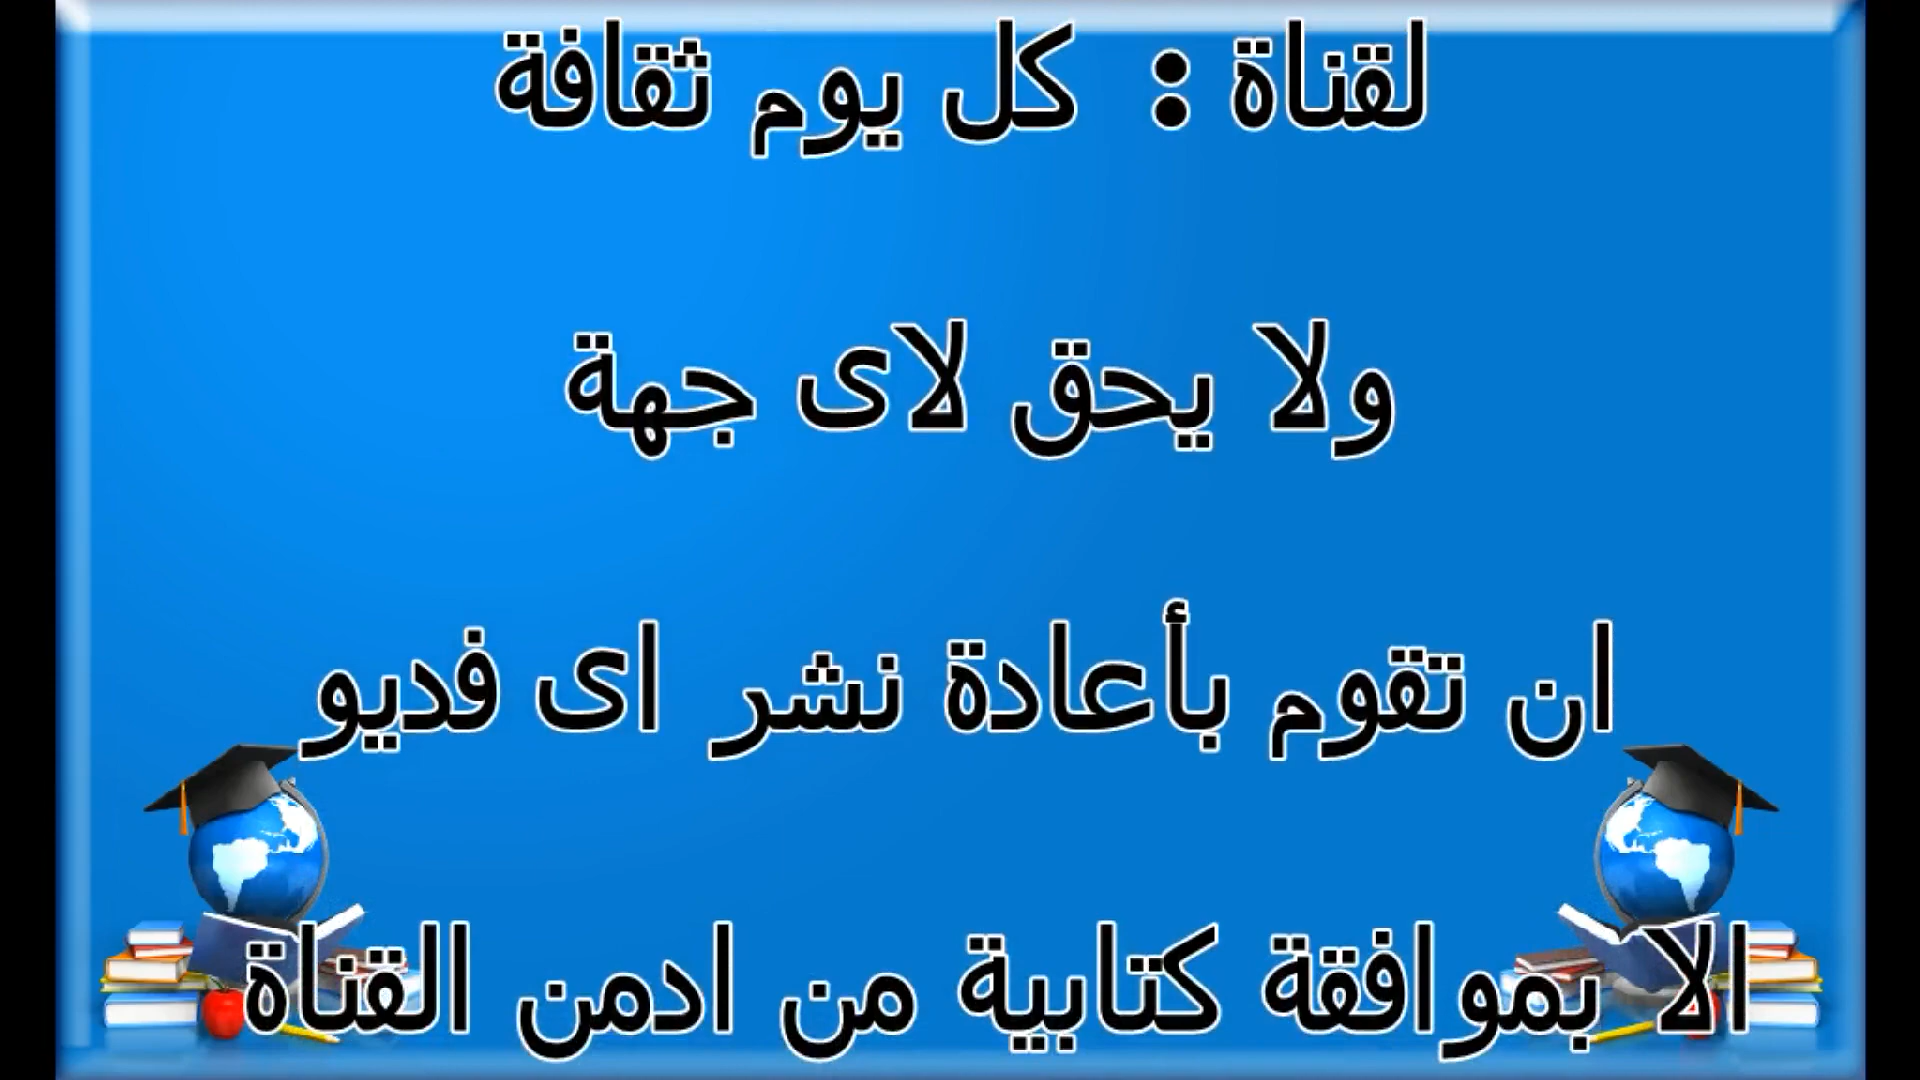 لقناة : كل يوم ثقافة
ولا يحق لاى جهة
ان تقوم بأعادة نشر اى فديو
الا بموافقة كتابية من ادمن القناة